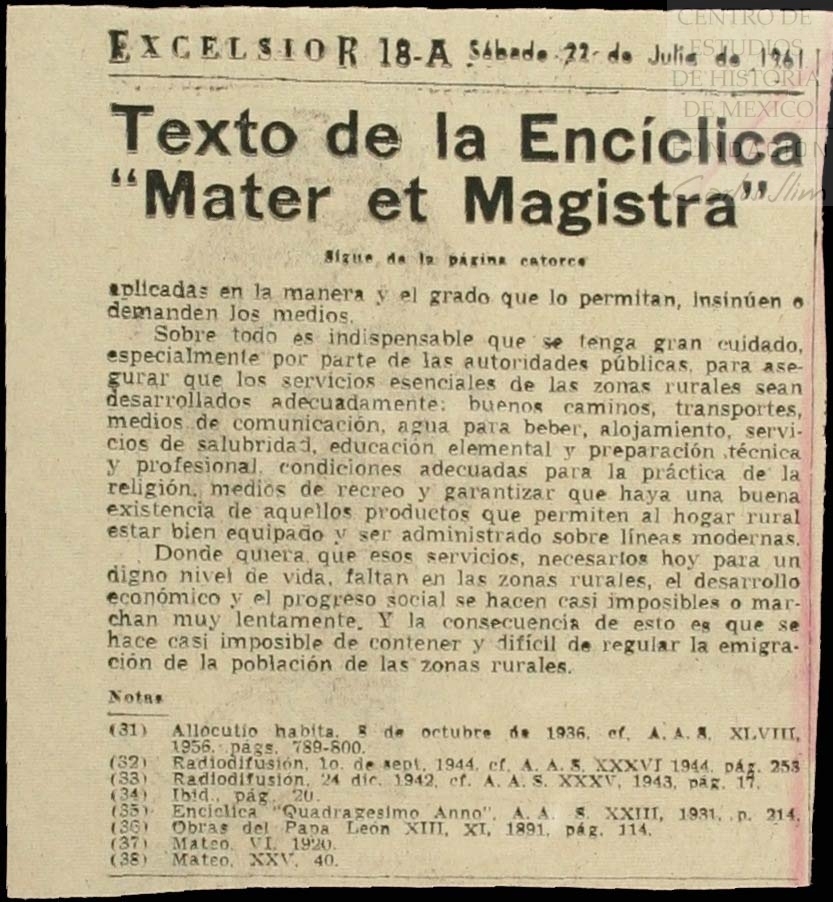 EXCELSIOR 18-A Sábado 22 de Julio de 1961
CENTRO DE
ESTUDIOS
DE HISTORIA
DE MEXICO
FUNDACION
Carlos Slim
Texto de la Encíclica
"Mater et Magistra"
Sigue de la página catorce
aplicadas en la manera y el grado que lo permitan, insinúen o
demanden los medios.
Sobre todo es indispensable que se tenga gran cuidado,
especialmente por parte de las autoridades públicas, para ase-
gurar que los servicios esenciales de las zonas rurales sean
desarrollados adecuadamente: buenos caminos, transportes,
medios de comunicación, agua para beber, alojamiento, servi-
cios de salubridad, educación elemental y preparación técnica
y profesional, condiciones adecuadas para la práctica de la
religión, medios de recreo y garantizar que haya una buena
existencia de aquellos productos que permiten al hogar rural
estar bien equipado y ser administrado sobre líneas modernas.
Donde quiera que esos servicios, necesarios hoy para un
digno nivel de vida, faltan en las zonas rurales, el desarrollo
económico y el progreso social se hacen casi imposibles o mar-
chan muy lentamente. Y la consecuencia de esto es que se
hace casi imposible de contener y difícil de regular la emigra-
ción de la población de las zonas rurales.
Notas
(31) Allocutio habita, 8 de octubre de 1936, cf. A. A. S. XLVIII,
1956, págs. 789-800.
(32) Radiodifusión, 1o. de sept. 1944, cf. A. A. S. XXXVI 1944, pág. 253
(33) Radiodifusión, 24 dic. 1942, cf. A. A. S. XXXV, 1943, pág. 17.
(34) Ibid., pág. 20.
(35) Encíclica "Quadragesimo Anno", A. A. S. XXIII, 1931, p. 214.
(36) Obras del Papa León XIII, XI, 1891, pág. 114.
(37) Mateo, VI, 1920.
(38) Mateo, XXV, 40.